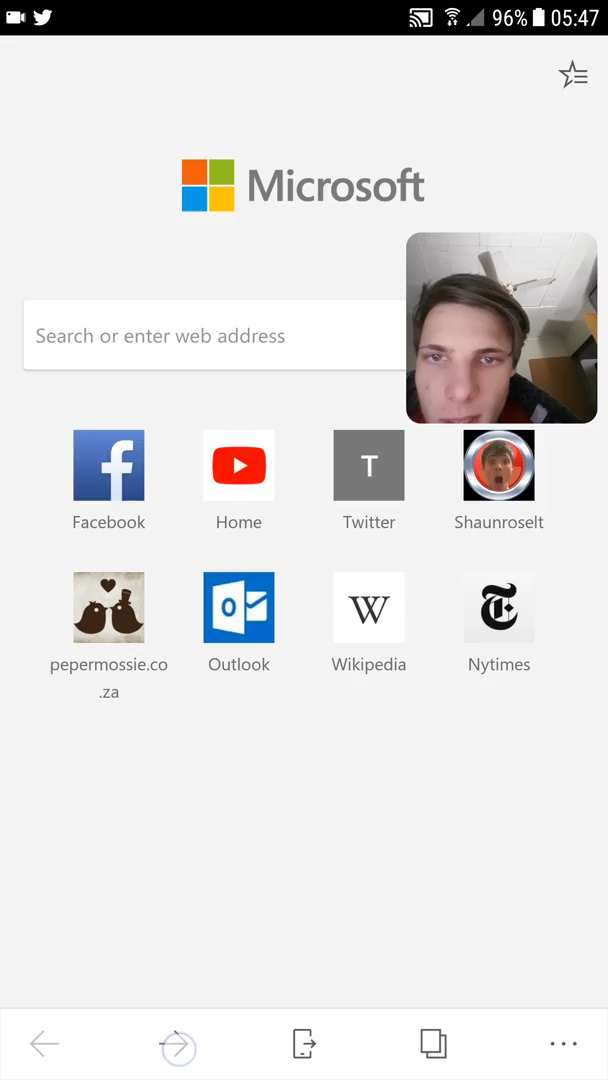 96% 05:47
Microsoft
Search or enter web address
T
Facebook
Home
Twitter
Shaunroselt
W
pepermossie.co
.za
Outlook
Wikipedia
Nytimes